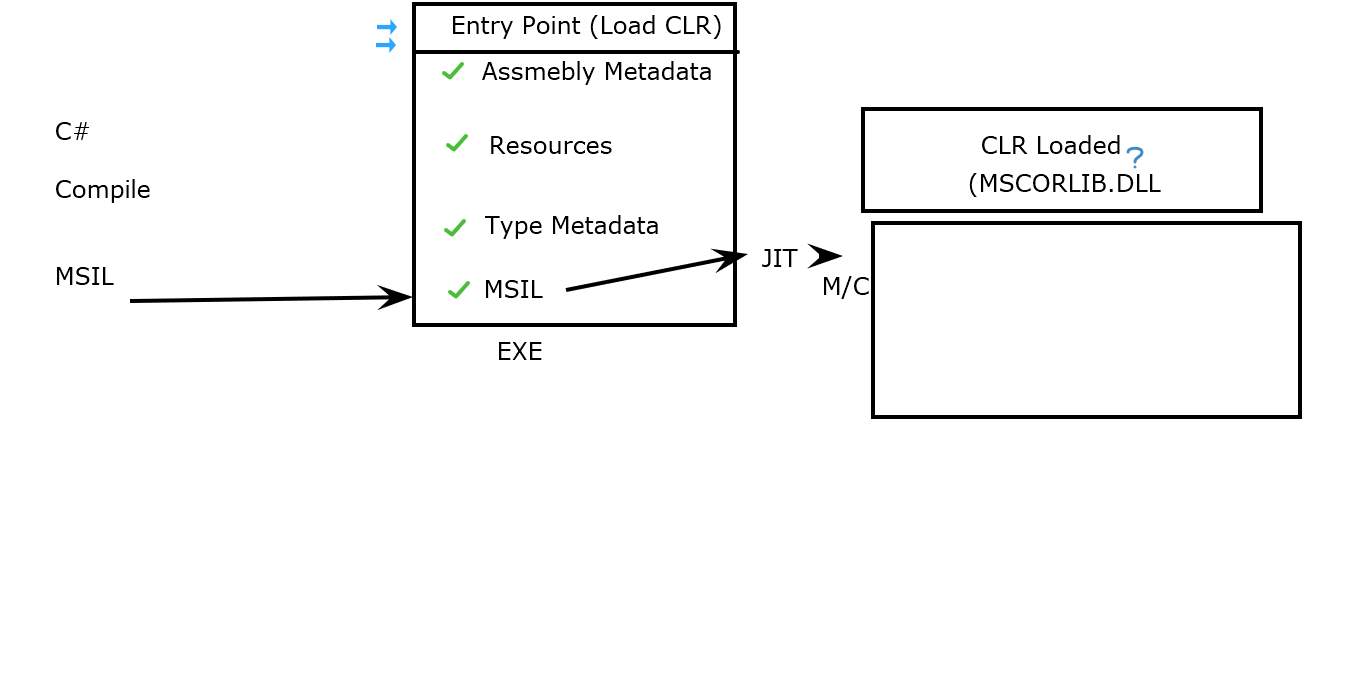 Entry Point (Load CLR)
Assmebly Metadata
Resources
Type Metadata
MSIL
EXE
C#
Compile
MSIL
JIT
M/C
CLR Loaded ?
(MSCORLIB.DLL